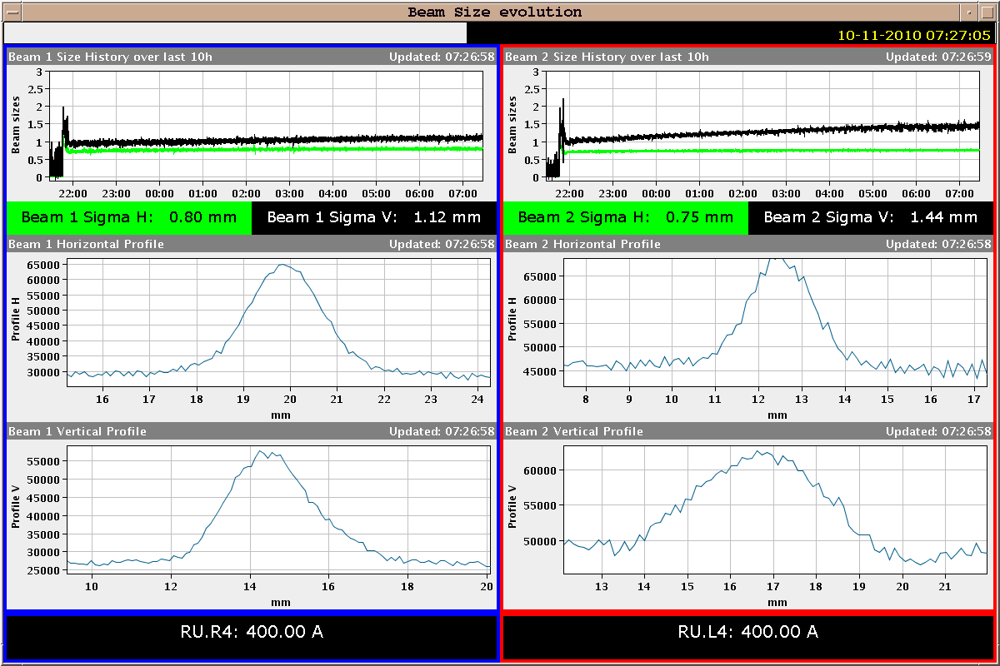 Beam Size evolution
10-11-2010 07:27:05
Beam 1 Size History over last 10h Updated: 07:26:58
Beam sizes
3
2.5
2
1.5
1
0.5
0
22:00 23:00 00:00 01:00 02:00 03:00 04:00 05:00 06:00 07:00
Beam 1 Sigma H: 0.80 mm Beam 1 Sigma V: 1.12 mm
Beam 1 Horizontal Profile Updated: 07:26:58
Profile H
65000
60000
55000
50000
45000
40000
35000
30000
16 17 18 19 20 21 22 23 24
mm
Beam 1 Vertical Profile Updated: 07:26:58
Profile V
55000
50000
45000
40000
35000
30000
25000
10 12 14 16 18 20
mm
RU.R4: 400.00 A
Beam 2 Size History over last 10h Updated: 07:26:59
Beam sizes
3
2.5
2
1.5
1
0.5
0
22:00 23:00 00:00 01:00 02:00 03:00 04:00 05:00 06:00 07:00
Beam 2 Sigma H: 0.75 mm Beam 2 Sigma V: 1.44 mm
Beam 2 Horizontal Profile Updated: 07:26:58
Profile H
65000
60000
55000
50000
45000
8 9 10 11 12 13 14 15 16 17
mm
Beam 2 Vertical Profile Updated: 07:26:58
Profile V
60000
55000
50000
13 14 15 16 17 18 19 20 21
mm
RU.L4: 400.00 A